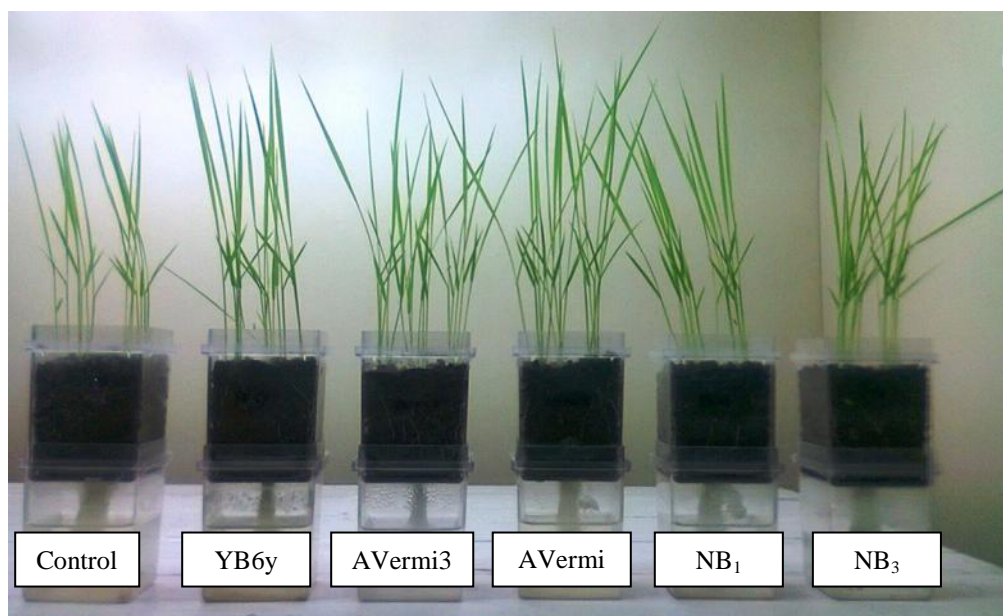 Control
YB6y
AVermi3
AVermi
NB₁
NB₃